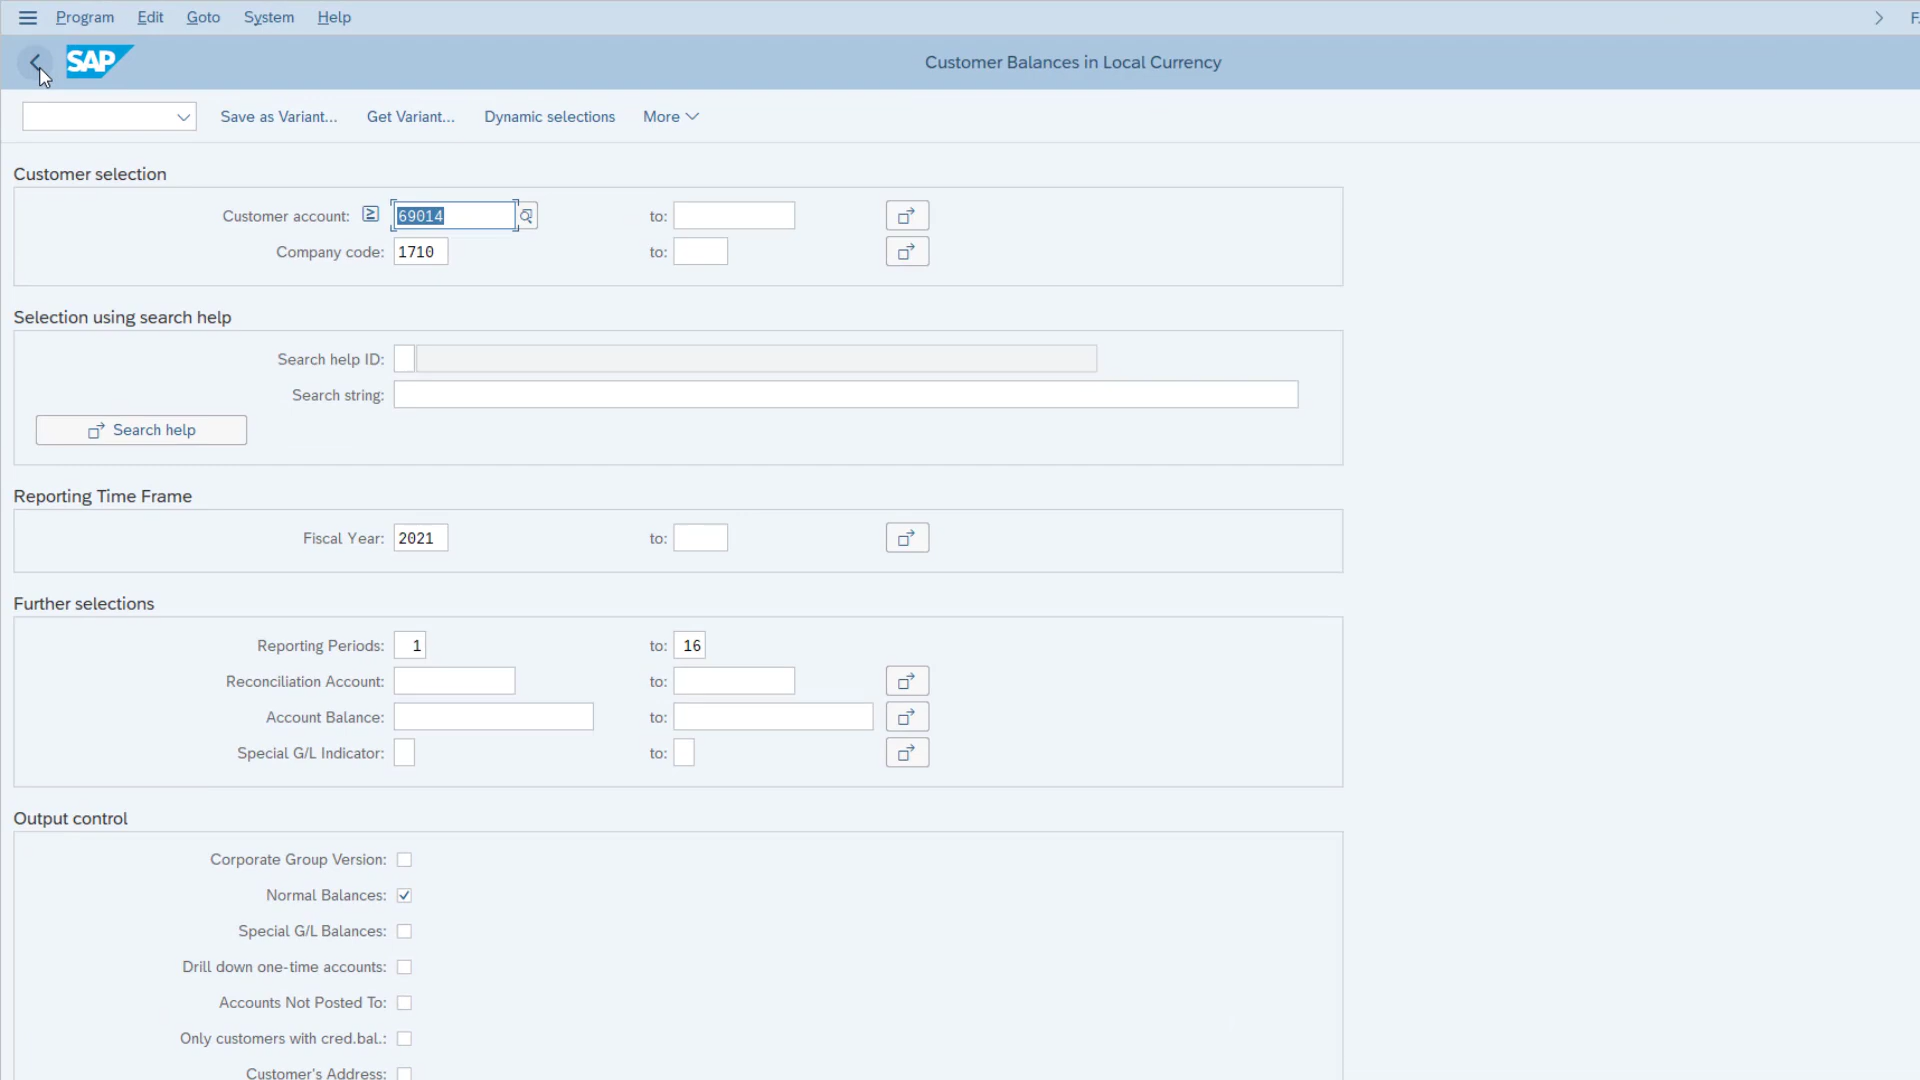 Program Edit Goto System Help
SAP Customer Balances in Local Currency
Save as Variant... Get Variant... Dynamic selections More
Customer selection
Customer account: 69014 to:
Company code: 1710 to:
Selection using search help
Search help ID:
Search string:
Search help
Reporting Time Frame
Fiscal Year: 2021 to:
Further selections
Reporting Periods: 1 to: 16
Reconciliation Account: to:
Account Balance: to:
Special G/L Indicator: to:
Output control
Corporate Group Version:
Normal Balances:
Special G/L Balances:
Drill down one-time accounts:
Accounts Not Posted To:
Only customers with cred.bal.:
Customer's Address: